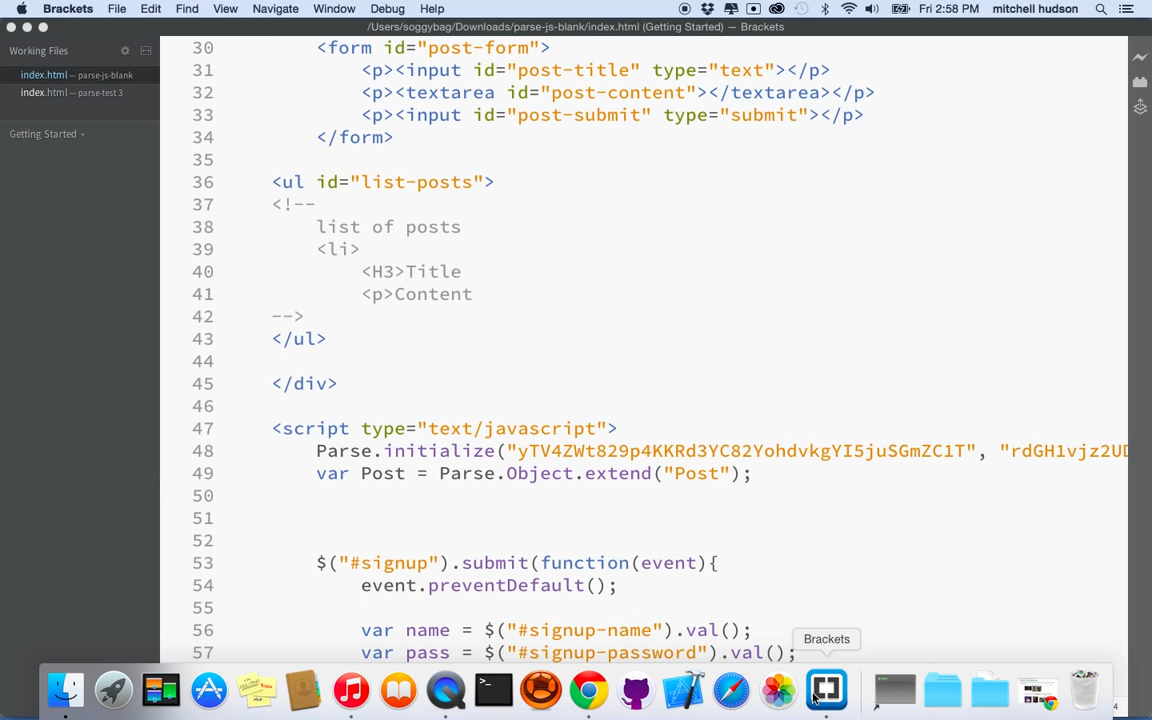 Brackets File Edit Find View Navigate Window Debug Help Fri 2:58 PM mitchell hudson
/Users/soggybag/Downloads/parse-js-blank/index.html (Getting Started) — Brackets
Working Files
index.html — parse-js-blank
index.html — parse-test 3
Getting Started
30 <form id="post-form">
31 <p><input id="post-title" type="text"></p>
32 <p><textarea id="post-content"></textarea></p>
33 <p><input id="post-submit" type="submit"></p>
34 </form>
35
36 <ul id="list-posts">
37 <!--
38 list of posts
39 <li>
40 <H3>Title
41 <p>Content
42 -->
43 </ul>
44
45 </div>
46
47 <script type="text/javascript">
48 Parse.initialize("yTV4ZWt829p4KKRd3YC82YohdvkgYI5juSGmZC1T", "rdGH1vjz2UD
49 var Post = Parse.Object.extend("Post");
50
51
52
53 $("#signup").submit(function(event){
54 event.preventDefault();
55
56 var name = $("#signup-name").val();
57 var pass = $("#signup-password").val();
Brackets